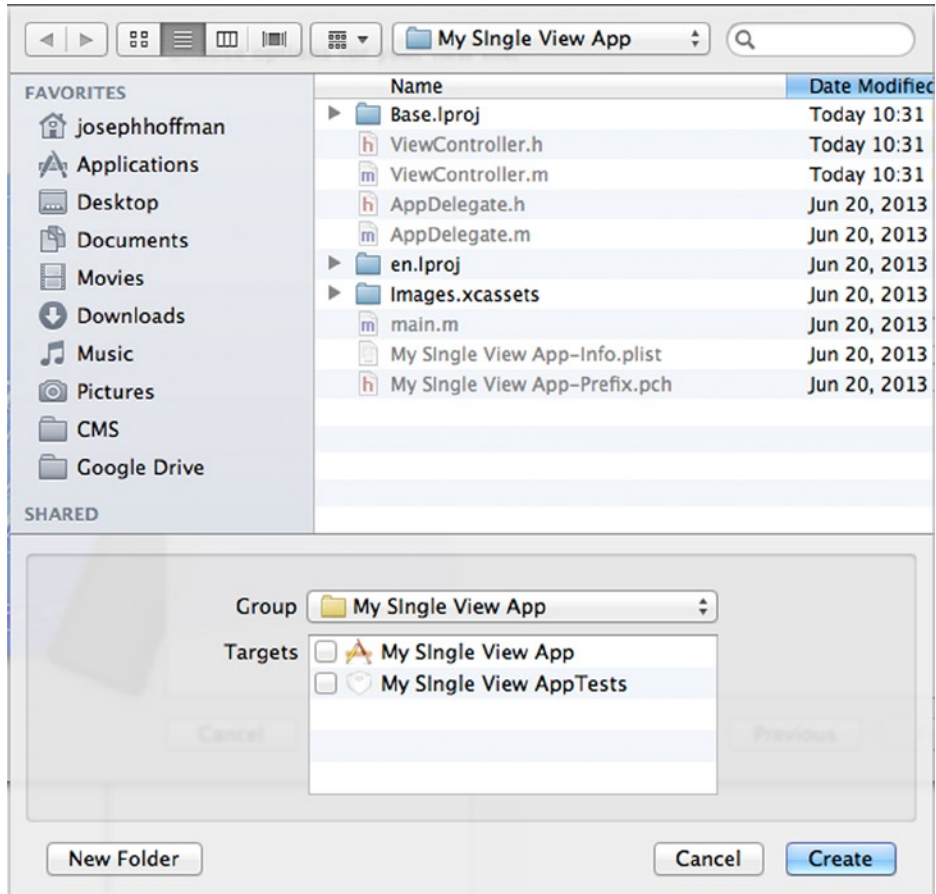 My SIngle View App
FAVORITES
josephhoffman
Applications
Desktop
Documents
Movies
Downloads
Music
Pictures
CMS
Google Drive
SHARED
Name Date Modified
Base.lproj Today 10:31
ViewController.h Today 10:31
ViewController.m Today 10:31
AppDelegate.h Jun 20, 2013
AppDelegate.m Jun 20, 2013
en.lproj Jun 20, 2013
Images.xcassets Jun 20, 2013
main.m Jun 20, 2013
My SIngle View App-Info.plist Jun 20, 2013
My SIngle View App-Prefix.pch Jun 20, 2013
Group My SIngle View App
Targets My SIngle View App
My SIngle View AppTests
Cancel Previous
New Folder Cancel Create